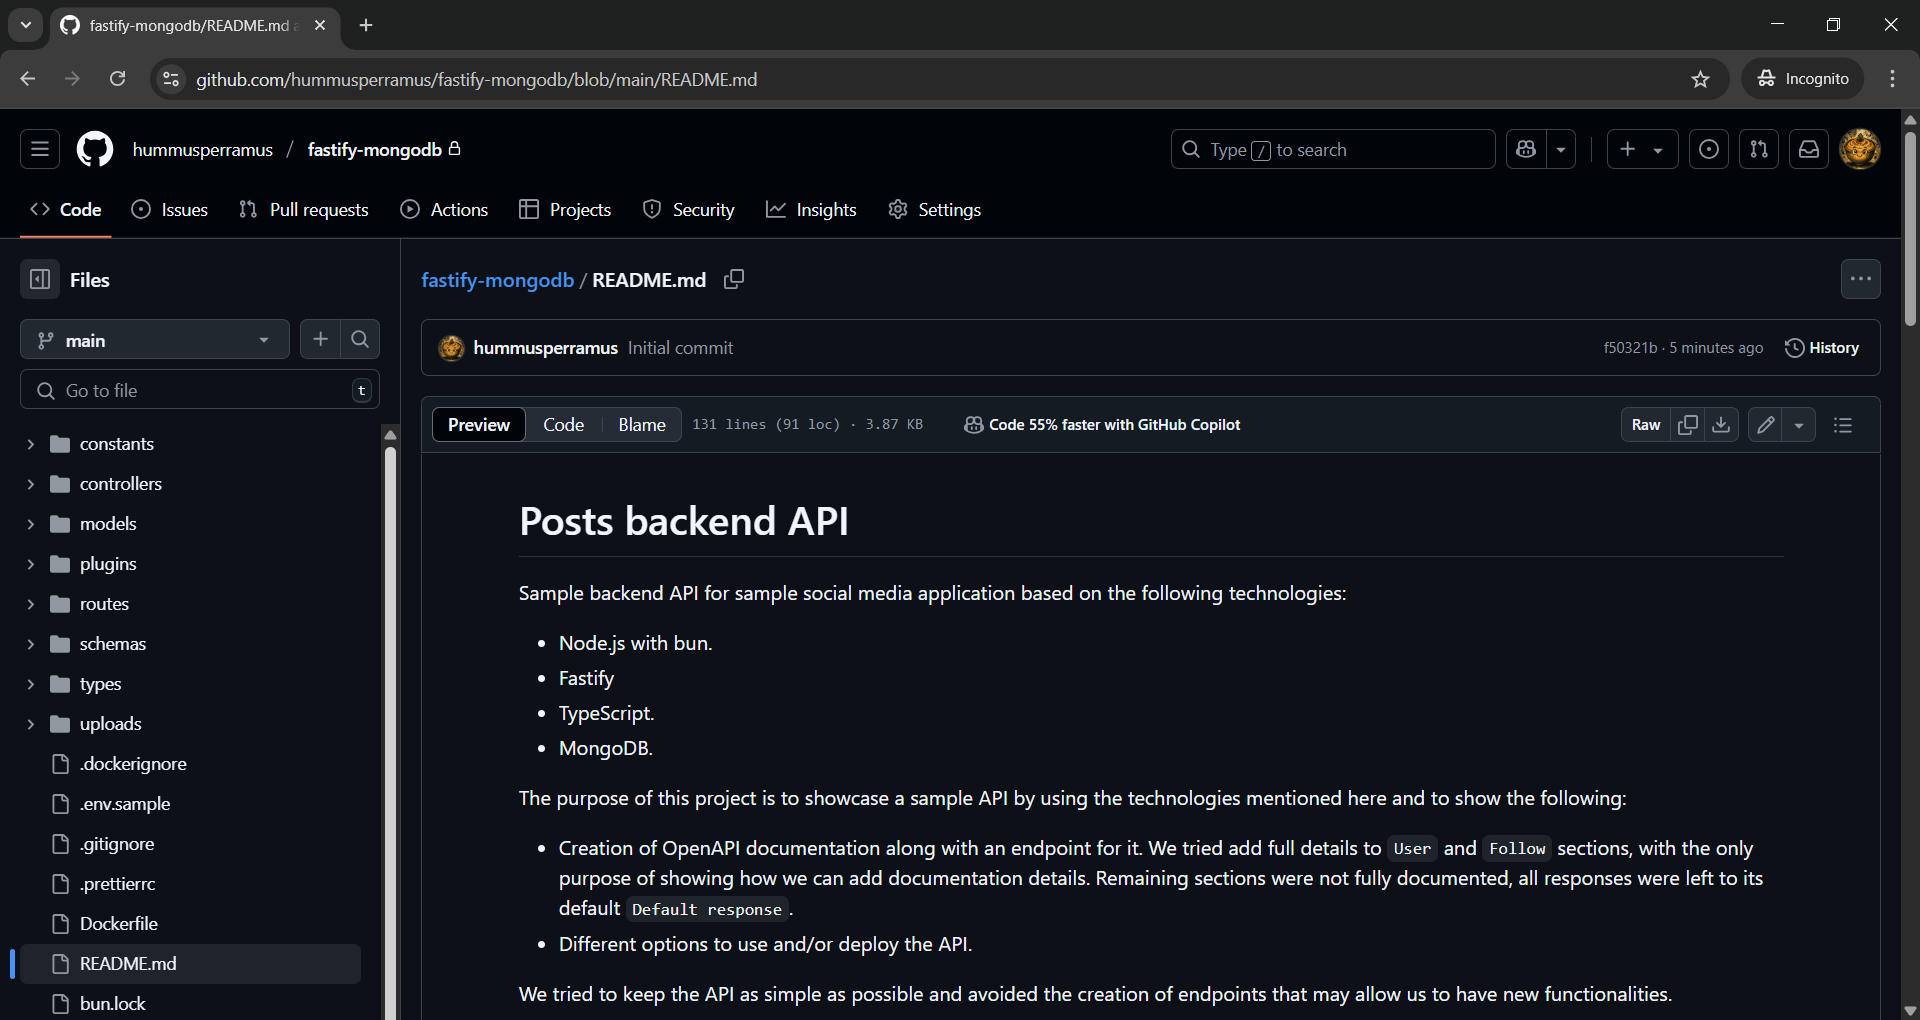 fastify-mongodb/README.md a
github.com/hummusperramus/fastify-mongodb/blob/main/README.md
Incognito
hummusperramus / fastify-mongodb
Type / to search
Code
Issues
Pull requests
Actions
Projects
Security
Insights
Settings
Files
main
Go to file
t
constants
controllers
models
plugins
routes
schemas
types
uploads
.dockerignore
.env.sample
.gitignore
.prettierrc
Dockerfile
README.md
bun.lock
fastify-mongodb / README.md
hummusperramus Initial commit
f50321b · 5 minutes ago
History
Preview
Code
Blame
131 lines (91 loc) · 3.87 KB
Code 55% faster with GitHub Copilot
Raw
Posts backend API
Sample backend API for sample social media application based on the following technologies:
• Node.js with bun.
• Fastify
• TypeScript.
• MongoDB.
The purpose of this project is to showcase a sample API by using the technologies mentioned here and to show the following:
• Creation of OpenAPI documentation along with an endpoint for it. We tried add full details to User and Follow sections, with the only
purpose of showing how we can add documentation details. Remaining sections were not fully documented, all responses were left to its
default Default response.
• Different options to use and/or deploy the API.
We tried to keep the API as simple as possible and avoided the creation of endpoints that may allow us to have new functionalities.